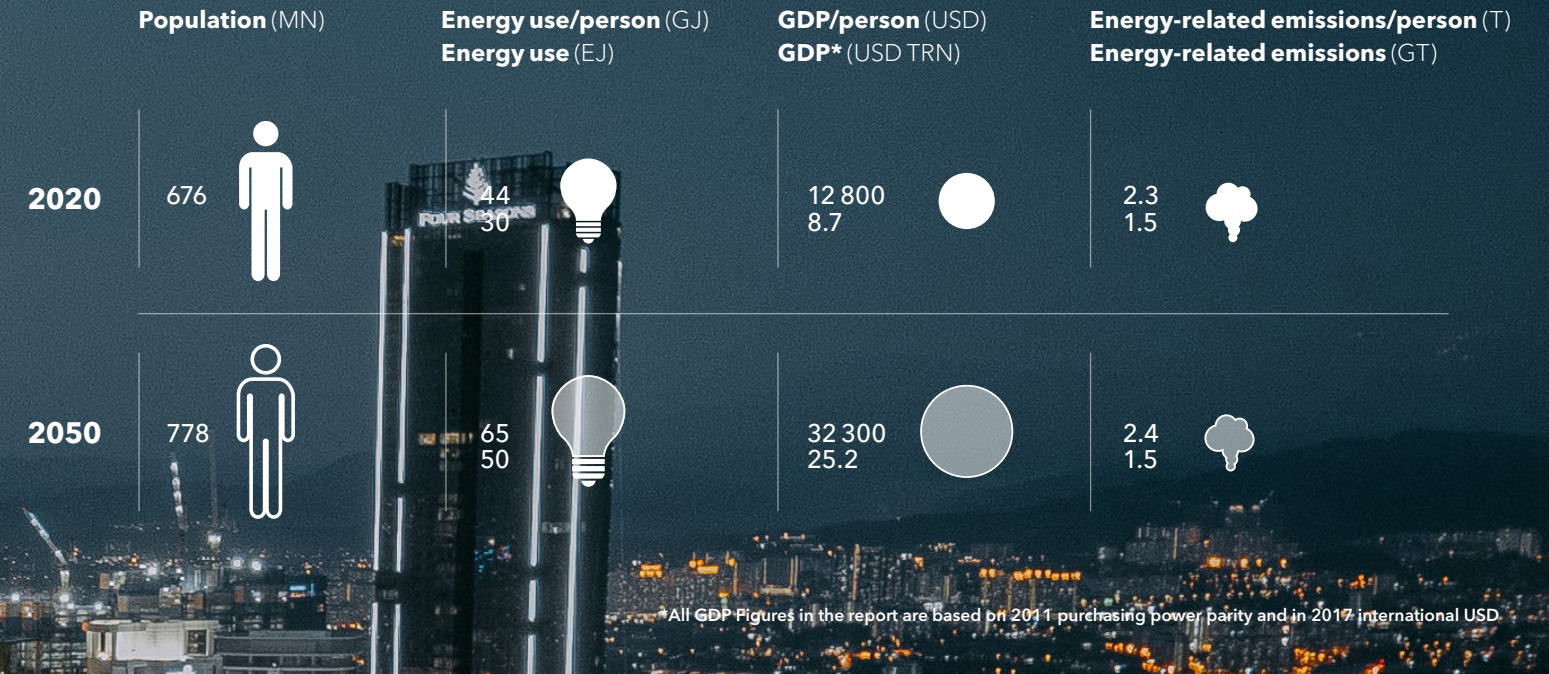 Population (MN)
Energy use/person (GJ)
Energy use (EJ)
GDP/person (USD)
GDP* (USD TRN)
Energy-related emissions/person (T)
Energy-related emissions (GT)
2020
676
44
30
12 800
8.7
2.3
1.5
FOUR SEASONS
2050
778
65
50
32 300
25.2
2.4
1.5
*All GDP Figures in the report are based on 2011 purchasing power parity and in 2017 international USD